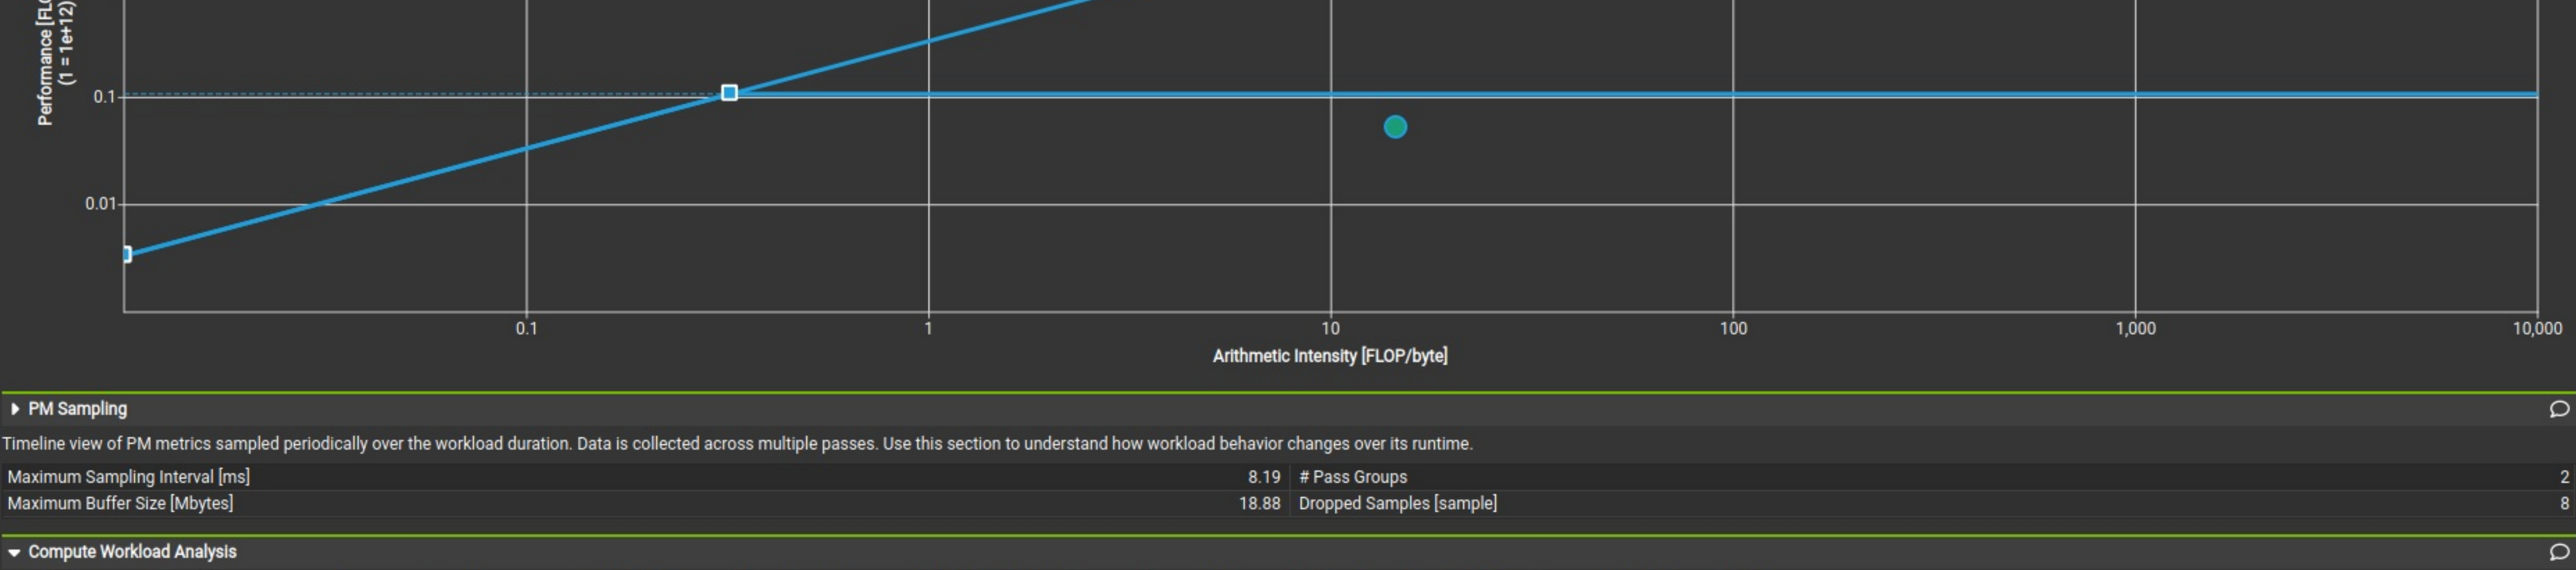 Performance [FLO
(1 = 1e+12)
0.1
0.01
0.1 1 10 100 1,000 10,000
Arithmetic Intensity [FLOP/byte]
PM Sampling
Timeline view of PM metrics sampled periodically over the workload duration. Data is collected across multiple passes. Use this section to understand how workload behavior changes over its runtime.
Maximum Sampling Interval [ms] 8.19 # Pass Groups 2
Maximum Buffer Size [Mbytes] 18.88 Dropped Samples [sample] 8
Compute Workload Analysis